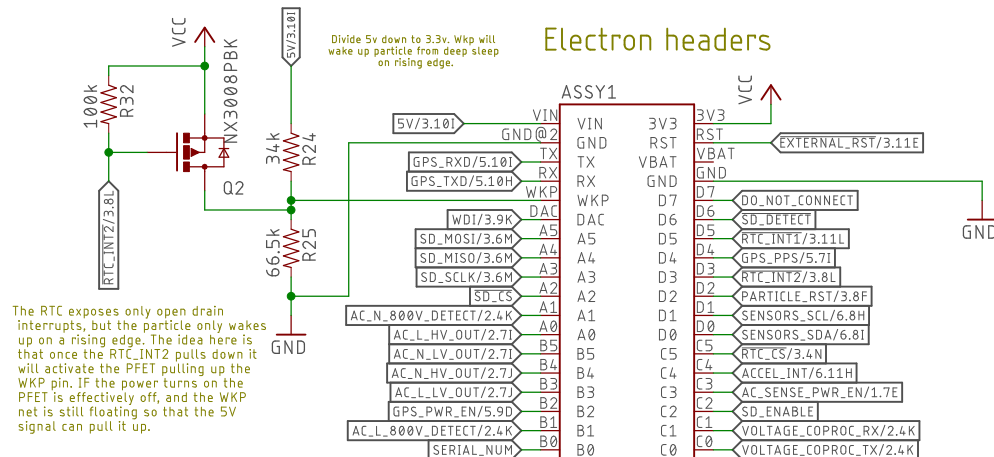 Electron headers
Divide 5v down to 3.3v. Wkp will
wake up particle from deep sleep
on rising edge.
VCC
5V/3.10I
100k
R32
NX3008PBK
Q2
RTC_INT2/3.8L
34k
R24
66.5k
R25
GND
The RTC exposes only open drain
interrupts, but the particle only wakes
up on a rising edge. The idea here is
that once the RTC_INT2 pulls down it
will activate the PFET pulling up the
WKP pin. IF the power turns on the
PFET is effectively off, and the WKP
net is still floating so that the 5V
signal can pull it up.
ASSY1
VCC
5V/3.10I VIN VIN 3V3 3V3
GND@2 GND RST RST EXTERNAL_RST/3.11E
GPS_RXD/5.10I TX TX VBAT VBAT
GPS_TXD/5.10H RX RX GND GND
WKP WKP D7 D7 DO_NOT_CONNECT
WDI/3.9K DAC DAC D6 D6 SD_DETECT
SD_MOSI/3.6M A5 A5 D5 D5 RTC_INT1/3.11L
SD_MISO/3.6M A4 A4 D4 D4 GPS_PPS/5.7I
SD_SCLK/3.6M A3 A3 D3 D3 RTC_INT2/3.8L
SD_CS A2 A2 D2 D2 PARTICLE_RST/3.8F
AC_N_800V_DETECT/2.4K A1 A1 D1 D1 SENSORS_SCL/6.8H
AC_L_HV_OUT/2.7I A0 A0 D0 D0 SENSORS_SDA/6.8I
AC_N_LV_OUT/2.7I B5 B5 C5 C5 RTC_CS/3.4N
AC_N_HV_OUT/2.7J B4 B4 C4 C4 ACCEL_INT/6.11H
AC_L_LV_OUT/2.7J B3 B3 C3 C3 AC_SENSE_PWR_EN/1.7E
GPS_PWR_EN/5.9D B2 B2 C2 C2 SD_ENABLE
AC_L_800V_DETECT/2.4K B1 B1 C1 C1 VOLTAGE_COPROC_RX/2.4K
SERIAL_NUM B0 B0 C0 C0 VOLTAGE_COPROC_TX/2.4K
GND